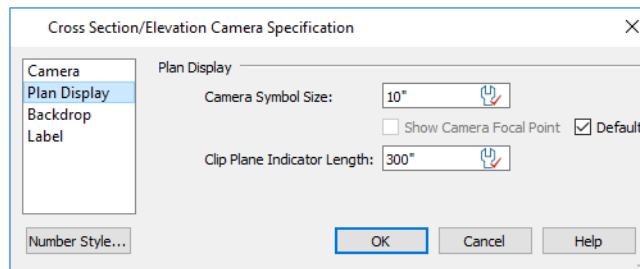 Cross Section/Elevation Camera Specification
Camera
Plan Display
Backdrop
Label
Plan Display
Camera Symbol Size: 10"
Show Camera Focal Point Default
Clip Plane Indicator Length: 300"
Number Style... OK Cancel Help